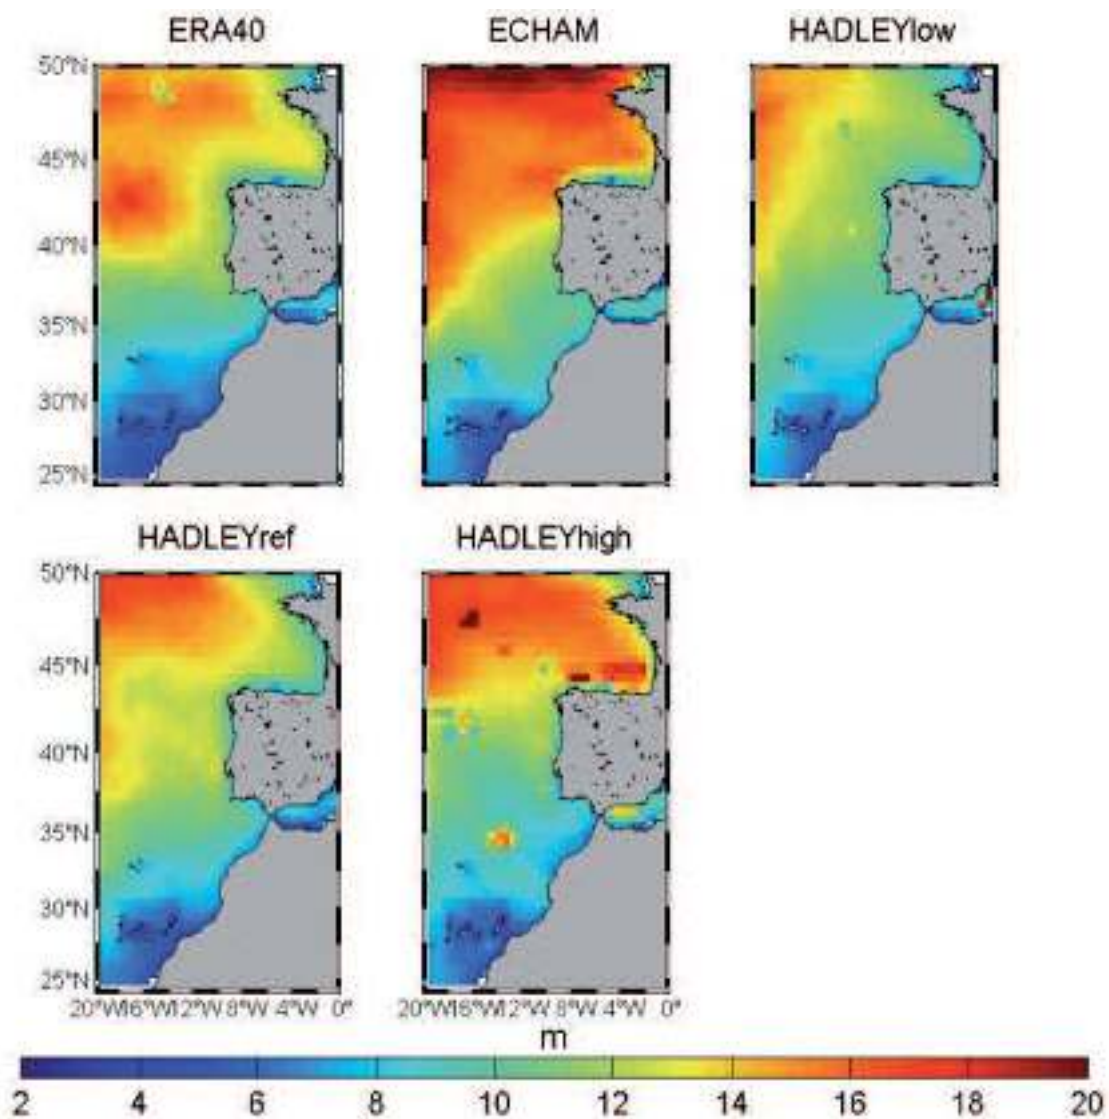 ERA40 ECHAM HADLEYlow
50°N
45°N
40°N
35°N
30°N
25°N
HADLEYref HADLEYhigh
50°N
45°N
40°N
35°N
30°N
25°N
20°W16°W12°W 8°W 4°W 0° 20°W16°W12°W 8°W 4°W 0°
m
2 4 6 8 10 12 14 16 18 20